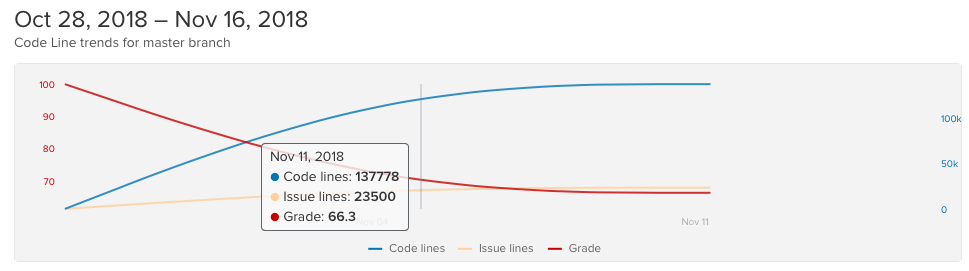 Oct 28, 2018 – Nov 16, 2018
Code Line trends for master branch
100
90
80
70
100k
50k
0
Nov 11, 2018
Code lines: 137778
Issue lines: 23500
Grade: 66.3
Nov 04
Nov 11
Code lines Issue lines Grade